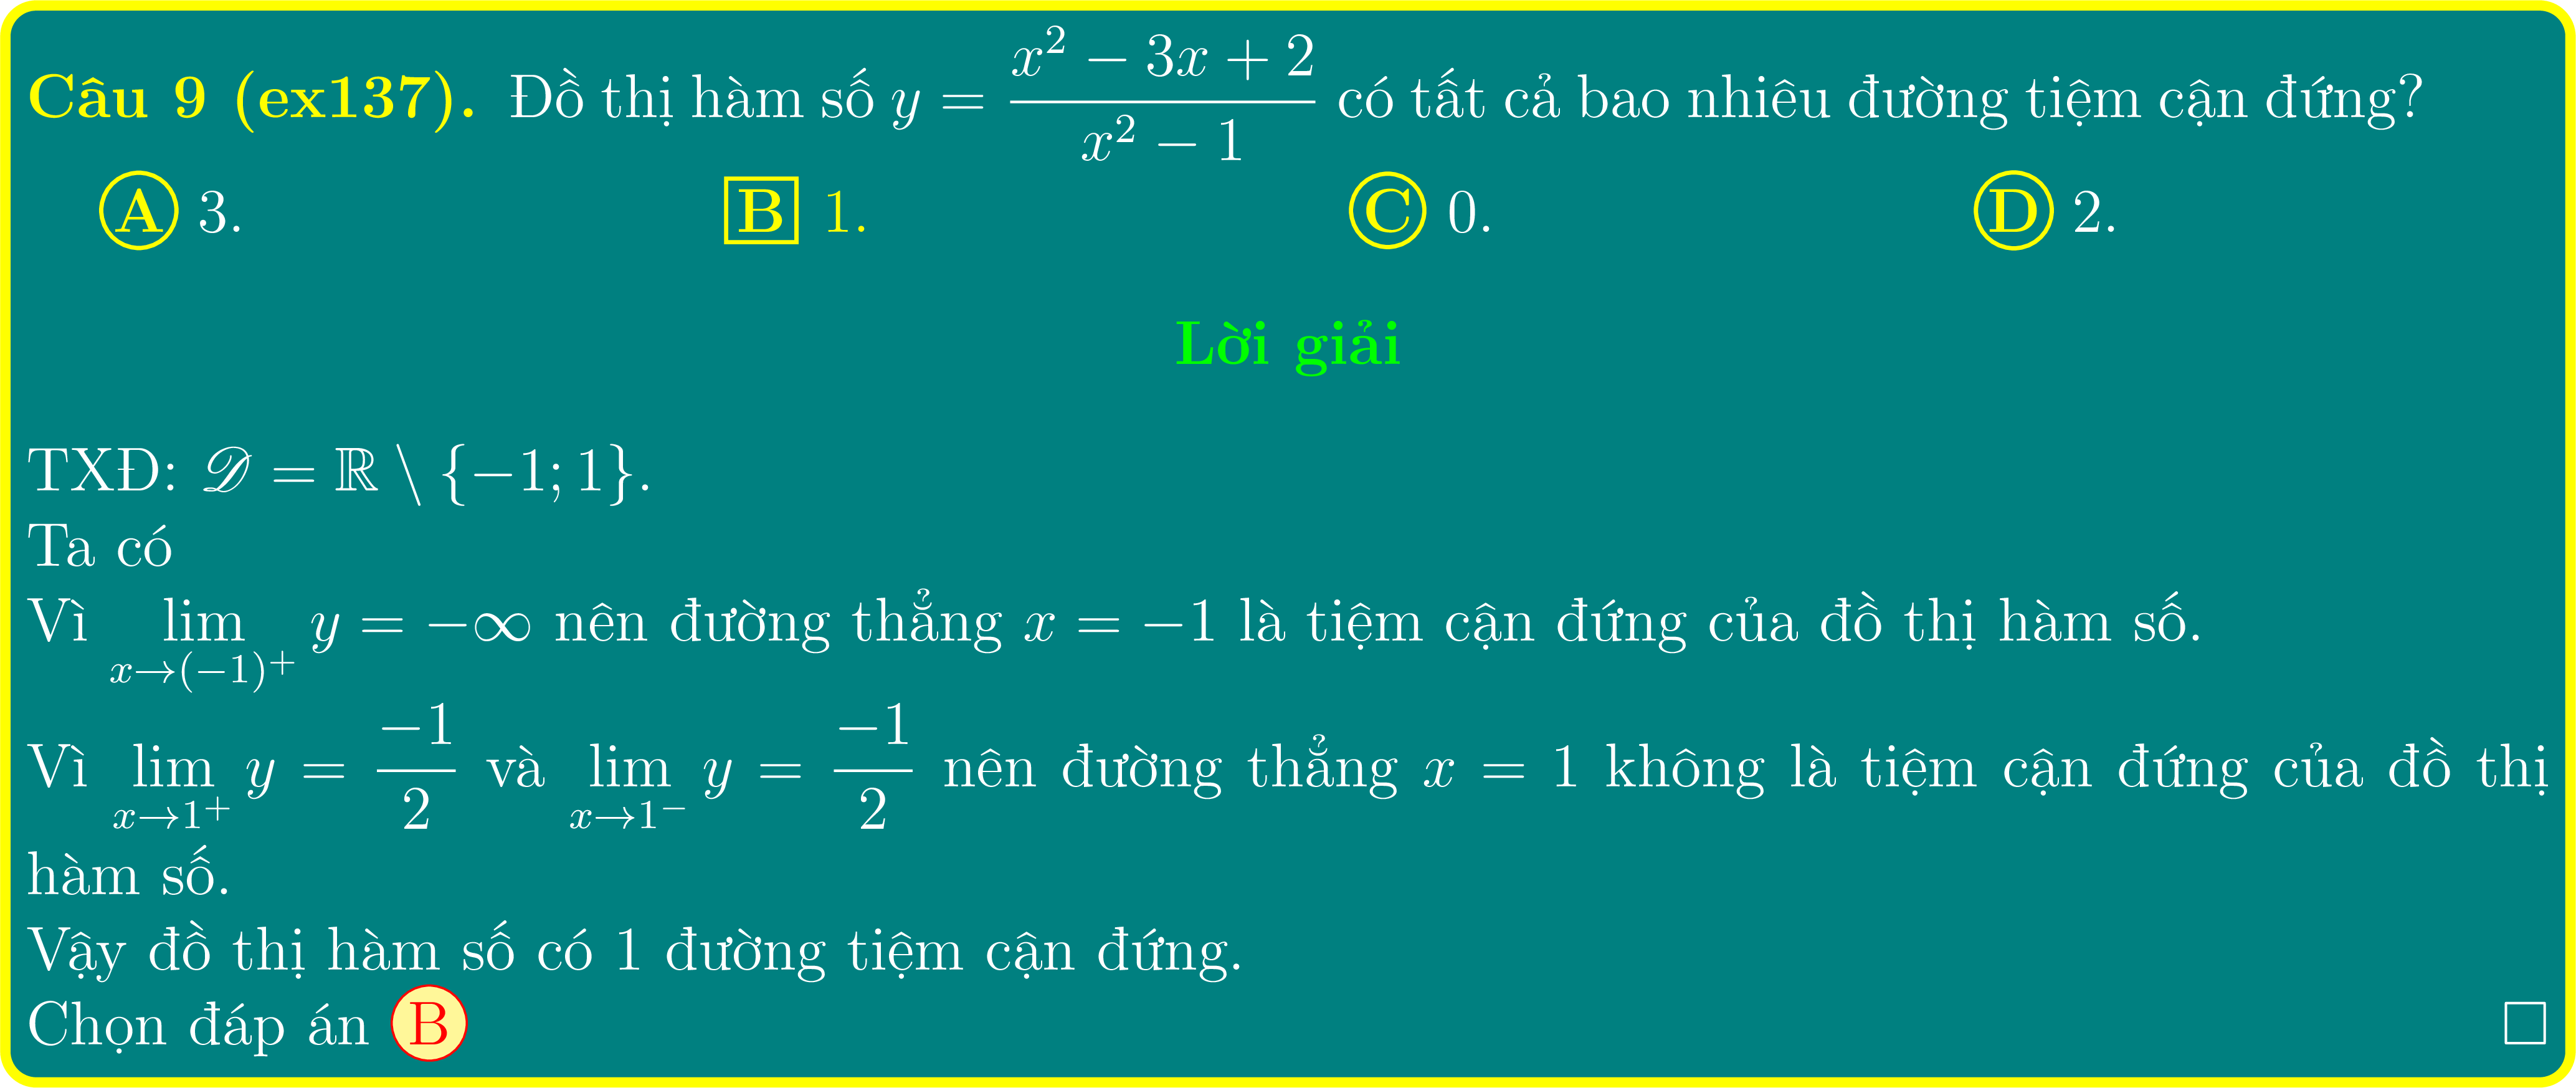 Câu 9 (ex137). Đồ thị hàm số $y = \dfrac{x^2 - 3x + 2}{x^2 - 1}$ có tất cả bao nhiêu đường tiệm cận đứng?
A 3. B 1. C 0. D 2.
Lời giải
TXĐ: $\mathscr{D} = \mathbb{R} \setminus \{-1; 1\}$.
Ta có
Vì $\lim\limits_{x \to (-1)^+} y = -\infty$ nên đường thẳng $x = -1$ là tiệm cận đứng của đồ thị hàm số.
Vì $\lim\limits_{x \to 1^+} y = \dfrac{-1}{2}$ và $\lim\limits_{x \to 1^-} y = \dfrac{-1}{2}$ nên đường thẳng $x = 1$ không là tiệm cận đứng của đồ thị
hàm số.
Vậy đồ thị hàm số có 1 đường tiệm cận đứng.
Chọn đáp án B □